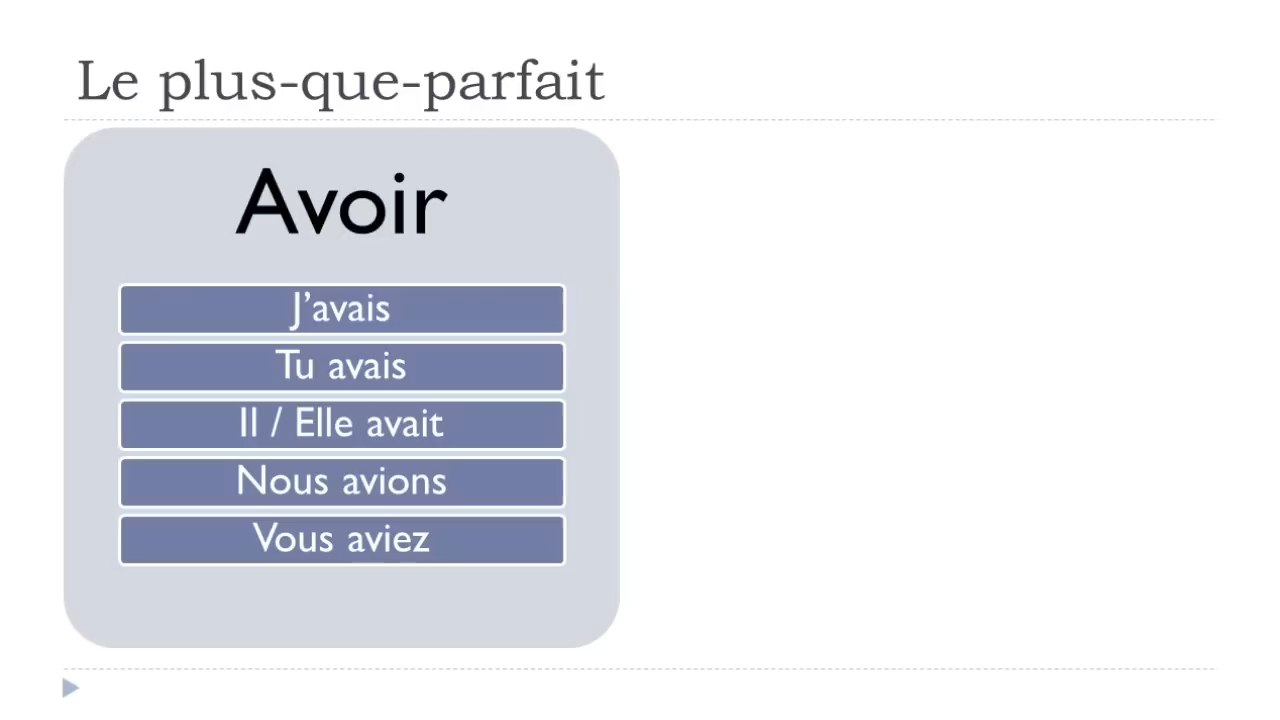 Le plus-que-parfait
Avoir
J’avais
Tu avais
Il / Elle avait
Nous avions
Vous aviez